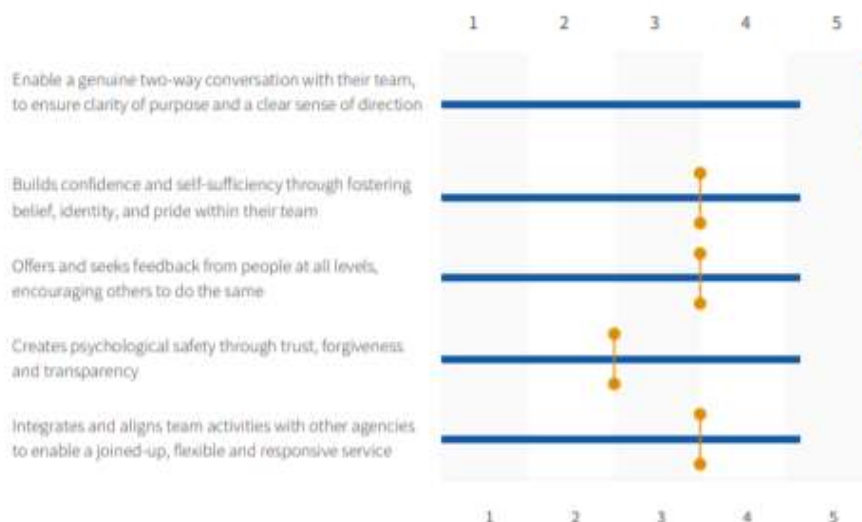 1 2 3 4 5
Enable a genuine two-way conversation with their team,
to ensure clarity of purpose and a clear sense of direction
Builds confidence and self-sufficiency through fostering
belief, identity, and pride within their team
Offers and seeks feedback from people at all levels,
encouraging others to do the same
Creates psychological safety through trust, forgiveness
and transparency
Integrates and aligns team activities with other agencies
to enable a joined-up, flexible and responsive service
1 2 3 4 5